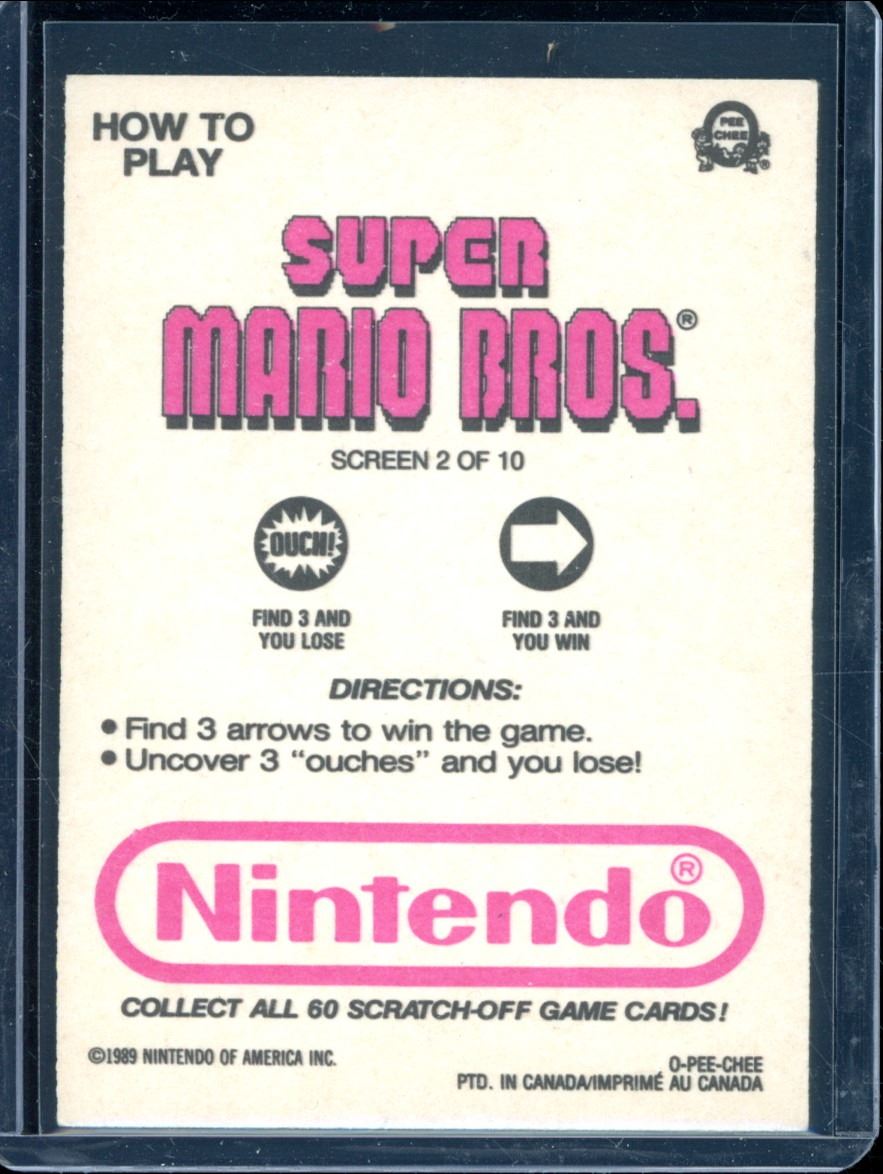 HOW TO
PLAY
PEE
CHEE
®
SUPER
MARIO BROS.®
SCREEN 2 OF 10
OUCH!
FIND 3 AND
YOU LOSE
FIND 3 AND
YOU WIN
DIRECTIONS:
• Find 3 arrows to win the game.
• Uncover 3 “ouches” and you lose!
Nintendo®
COLLECT ALL 60 SCRATCH-OFF GAME CARDS!
©1989 NINTENDO OF AMERICA INC.
O-PEE-CHEE
PTD. IN CANADA/IMPRIMÉ AU CANADA